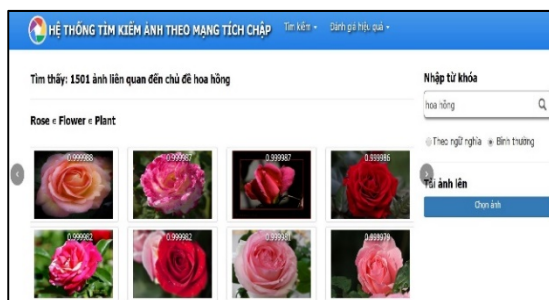 HỆ THỐNG TÌM KIẾM ẢNH THEO MẠNG TÍCH CHẬP
Tìm kiếm
Đánh giá hiệu quả
Tìm thấy: 1501 ảnh liên quan đến chủ đề hoa hồng
Rose ∊ Flower ∊ Plant
0.999988
0.999987
0.999987
0.999986
0.999982
0.999982
0.999981
0.999979
Nhập từ khóa
hoa hồng
Theo ngữ nghĩa
Bình thường
Tải ảnh lên
Chọn ảnh